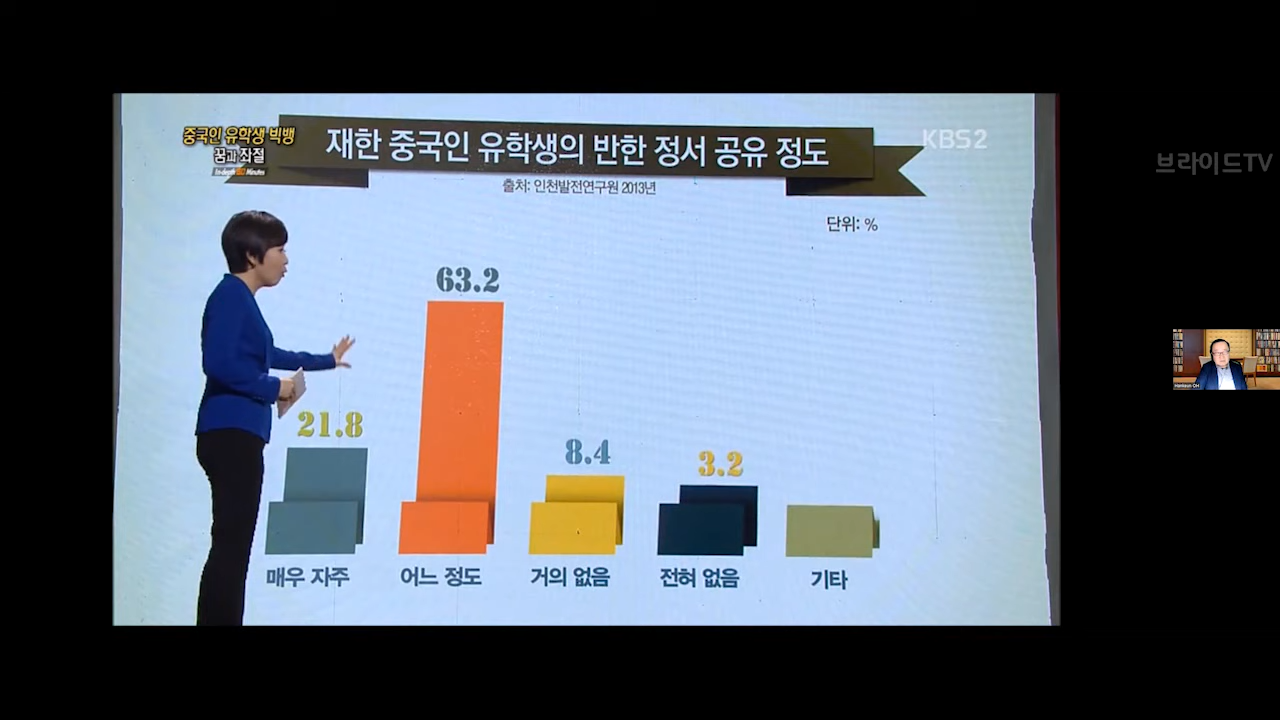 중국인 유학생 빅뱅
꿈과 좌절
In-depth 60 Minutes
재한 중국인 유학생의 반한 정서 공유 정도
KBS2
출처: 인천발전연구원 2013년
단위: %
브라이드TV
63.2
21.8
8.4
3.2
매우 자주
어느 정도
거의 없음
전혀 없음
기타